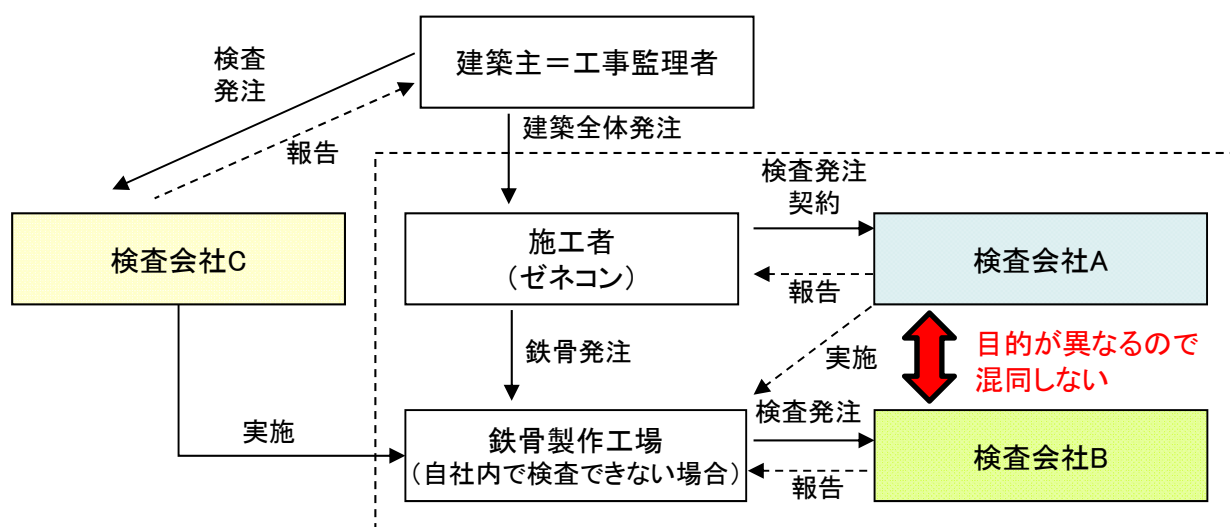 建築主＝工事監理者
検査
発注
報告
建築全体発注
検査発注
契約
検査会社C
施工者
（ゼネコン）
検査会社A
報告
鉄骨発注
実施
目的が異なるので
混同しない
実施
鉄骨製作工場
（自社内で検査できない場合）
検査発注
検査会社B
報告